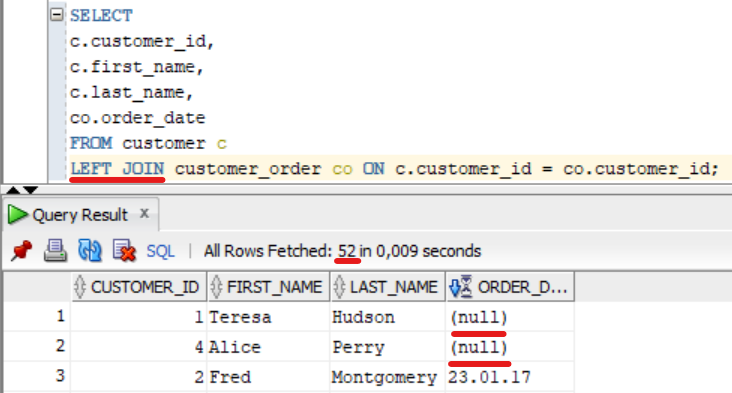 SELECT
c.customer_id,
c.first_name,
c.last_name,
co.order_date
FROM customer c
LEFT JOIN customer_order co ON c.customer_id = co.customer_id;
Query Result x
SQL | All Rows Fetched: 52 in 0,009 seconds
CUSTOMER_ID FIRST_NAME LAST_NAME ORDER_D...
1 1 Teresa Hudson (null)
2 4 Alice Perry (null)
3 2 Fred Montgomery 23.01.17